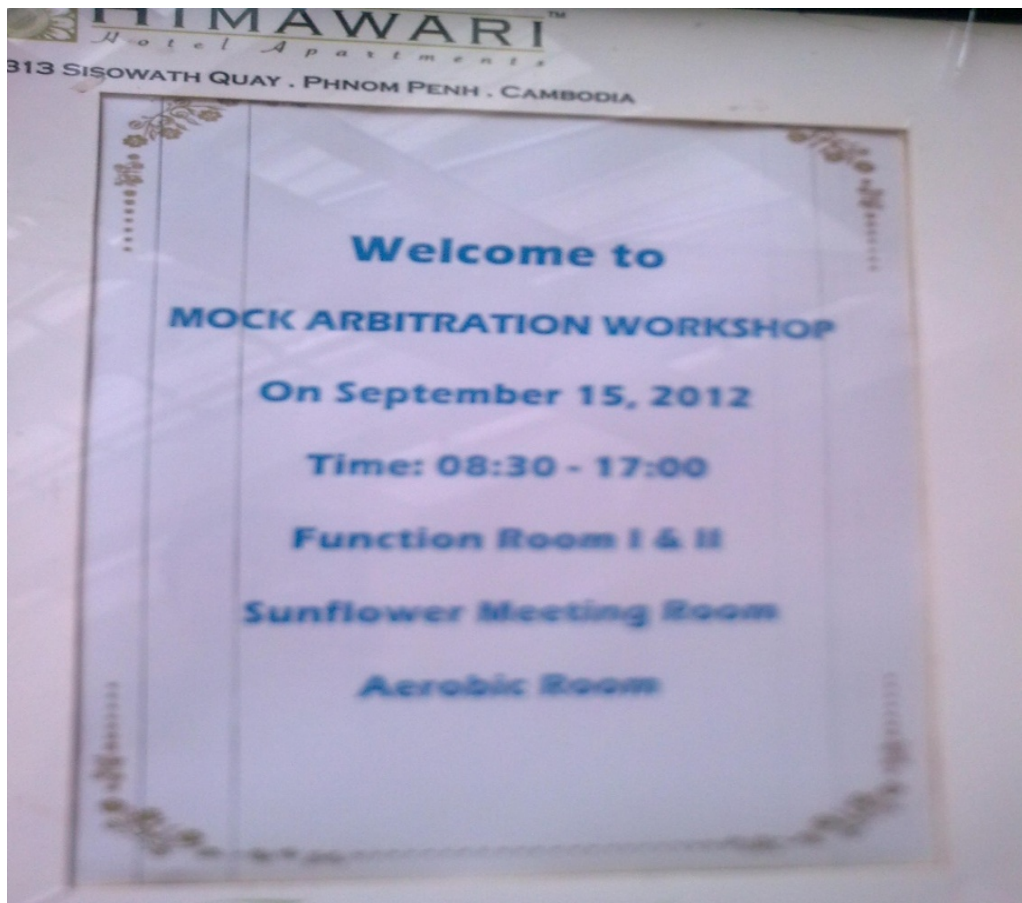 HIMAWARI™
Hotel Apartments
313 SISOWATH QUAY . PHNOM PENH . CAMBODIA
Welcome to
MOCK ARBITRATION WORKSHOP
On September 15, 2012
Time: 08:30 - 17:00
Function Room I & II
Sunflower Meeting Room
Aerobic Room